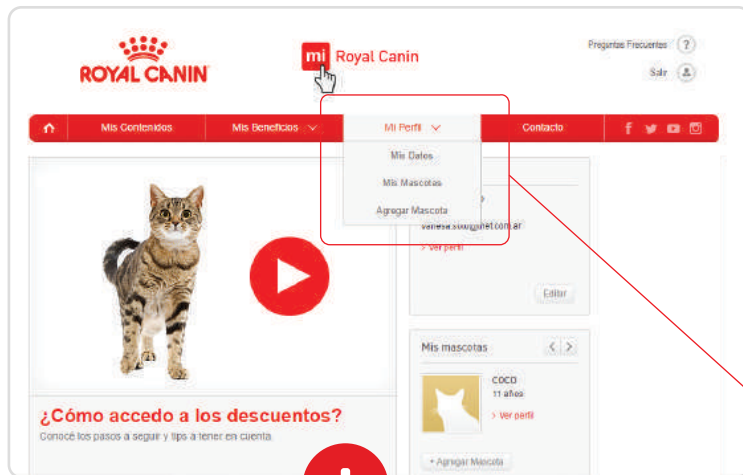 ROYAL CANIN
mi Royal Canin
Preguntas Frecuentes ?
Salir
Mis Contenidos Mis Beneficios Mi Perfil Contacto
Mis Datos
Mis Mascotas
Agregar Mascota
> Ver perfil
Editar
Mis mascotas < >
COCO
11 años
> Ver perfil
+ Agregar Mascota
¿Cómo accedo a los descuentos?
Conocé los pasos a seguir y tips a tener en cuenta.